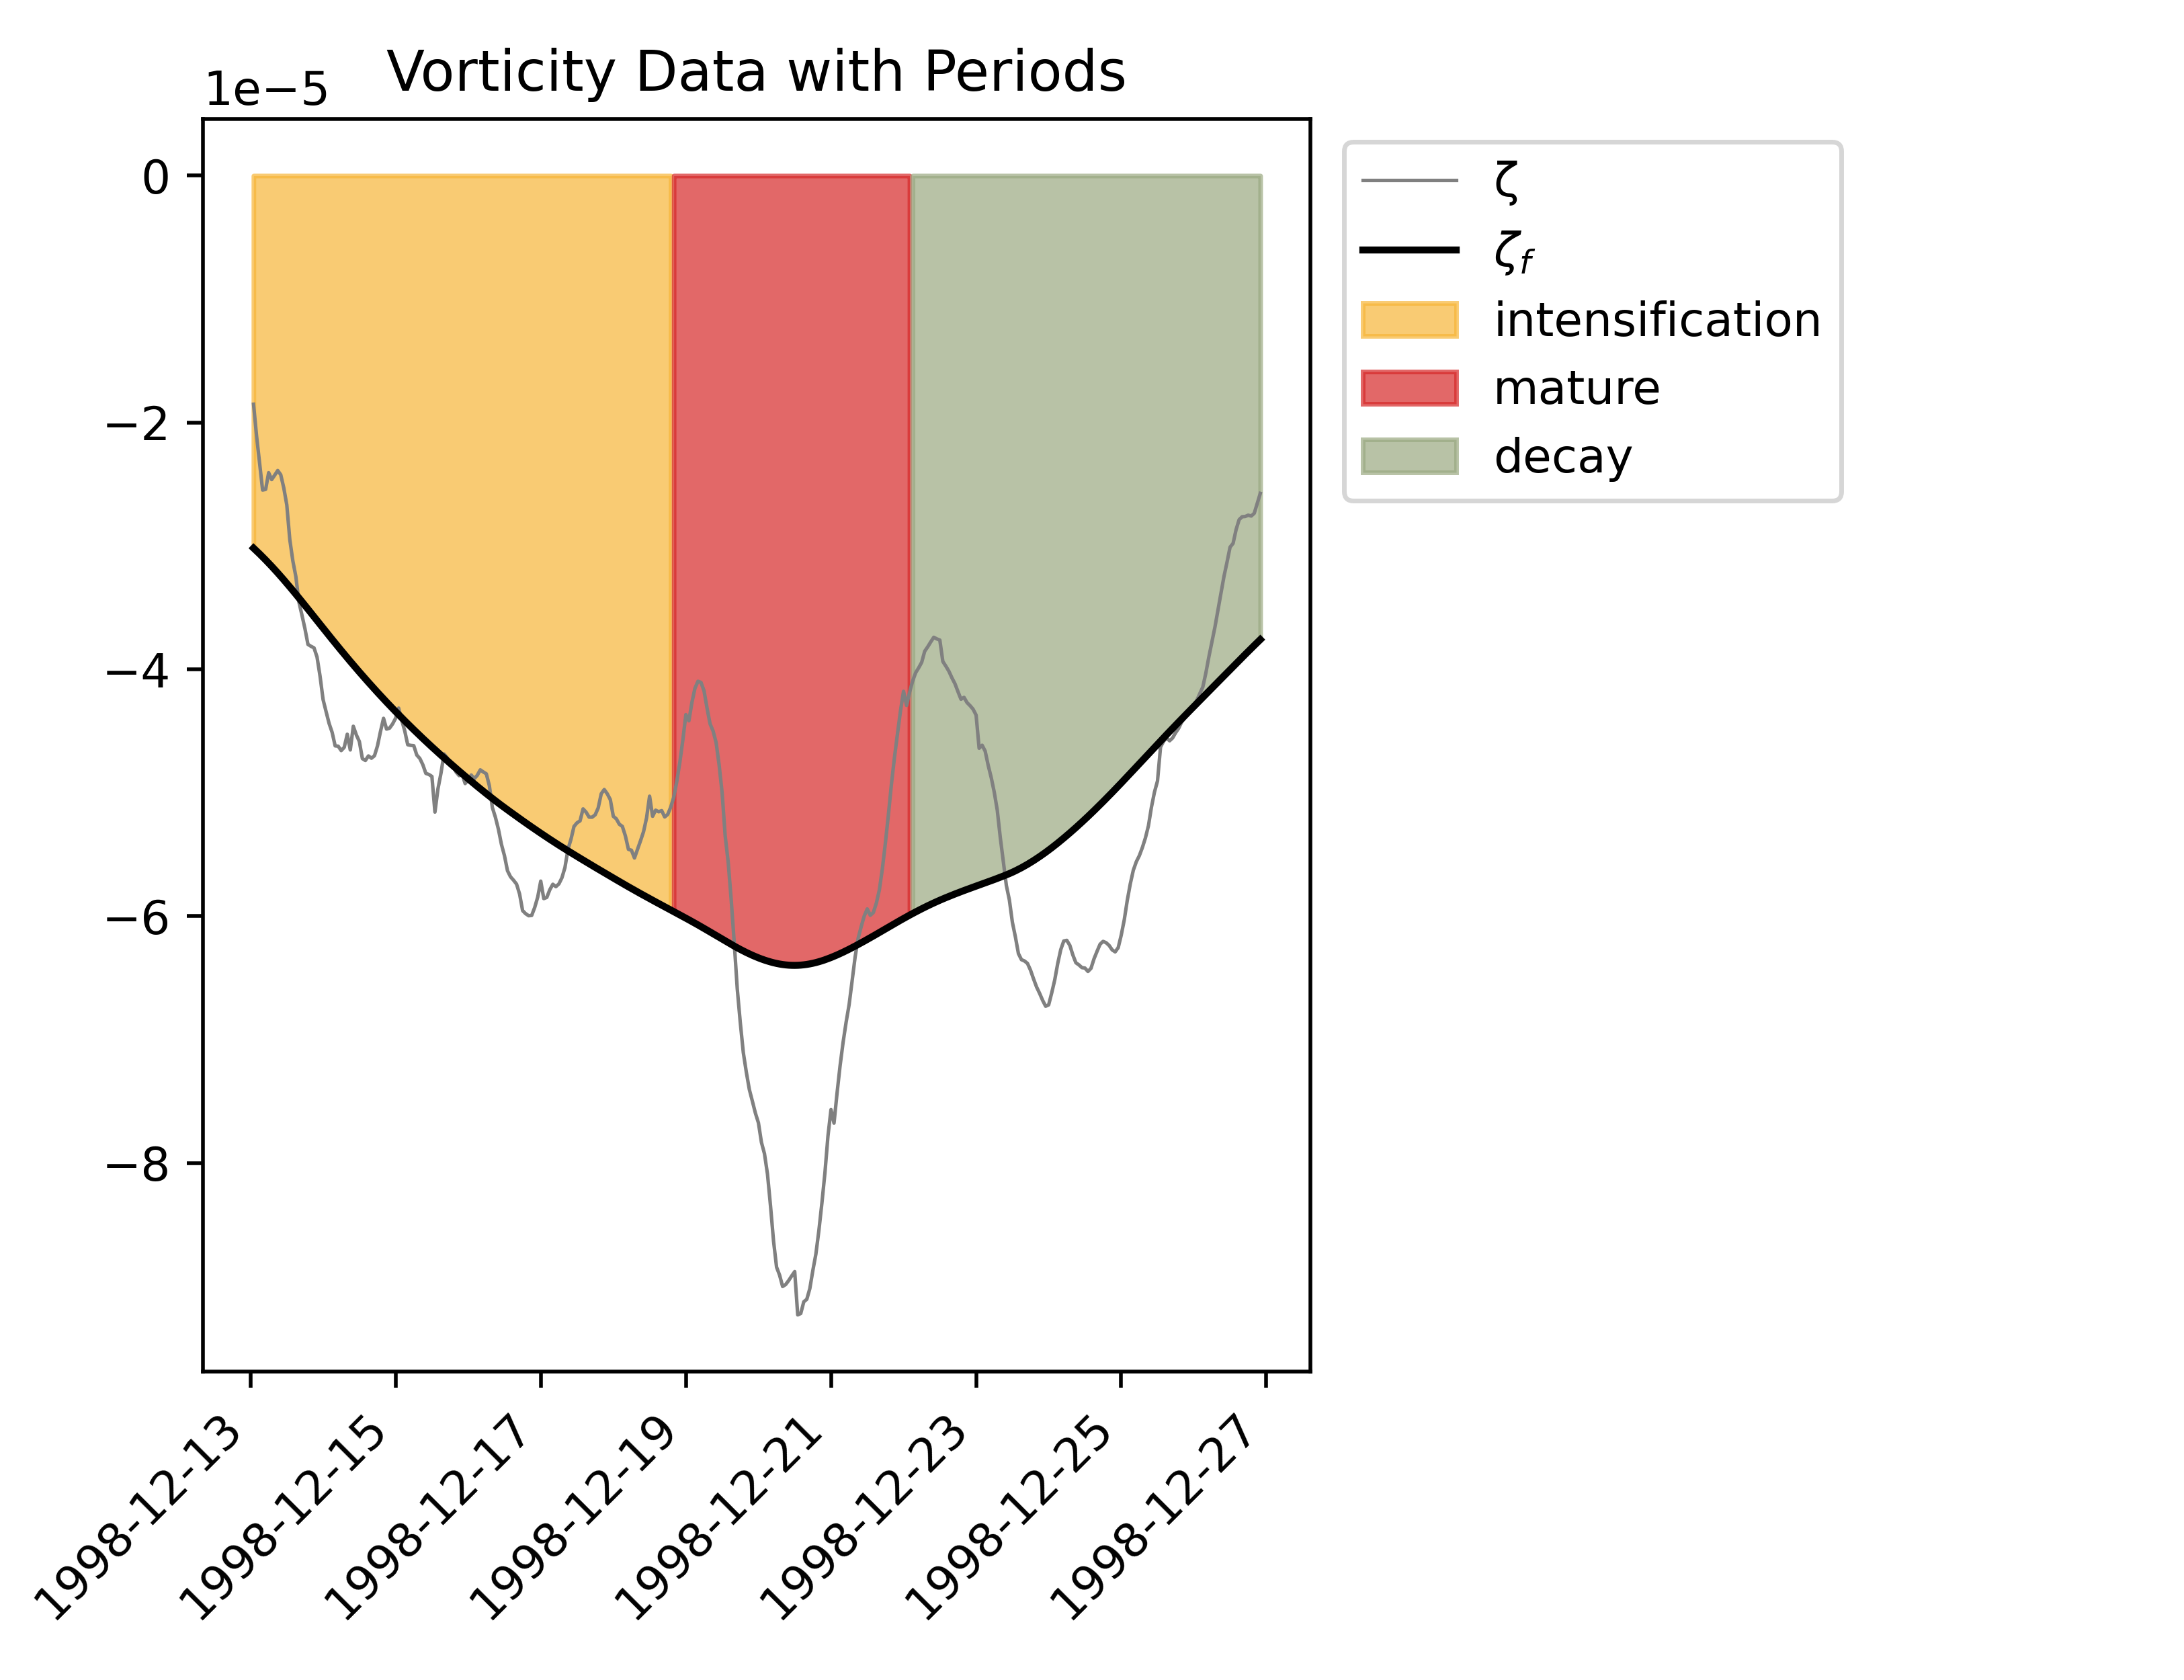 Vorticity Data with Periods
1e−5
0
−2
−4
−6
−8
1998-12-13
1998-12-15
1998-12-17
1998-12-19
1998-12-21
1998-12-23
1998-12-25
1998-12-27
ζ
ζf
intensification
mature
decay